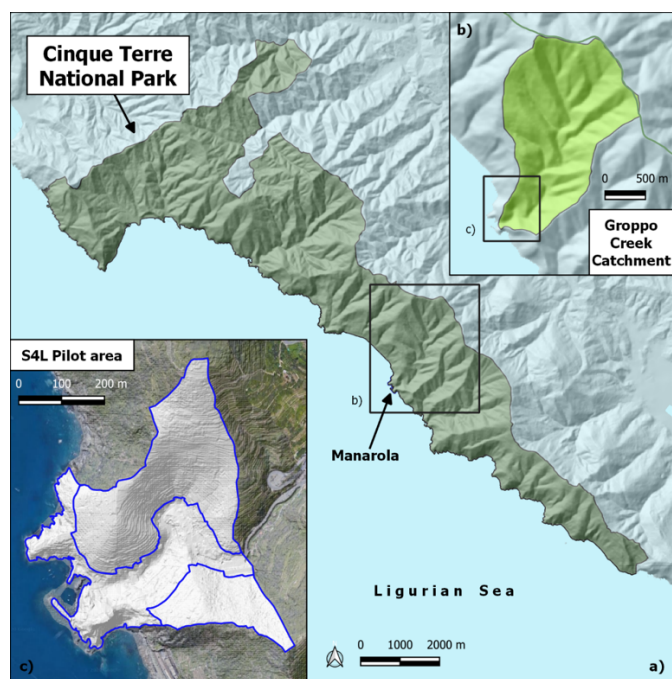 Cinque Terre
National Park
b)
0 500 m
c)
Groppo
Creek
Catchment
S4L Pilot area
0 100 200 m
b)
Manarola
Ligurian Sea
c)
0 1000 2000 m
a)